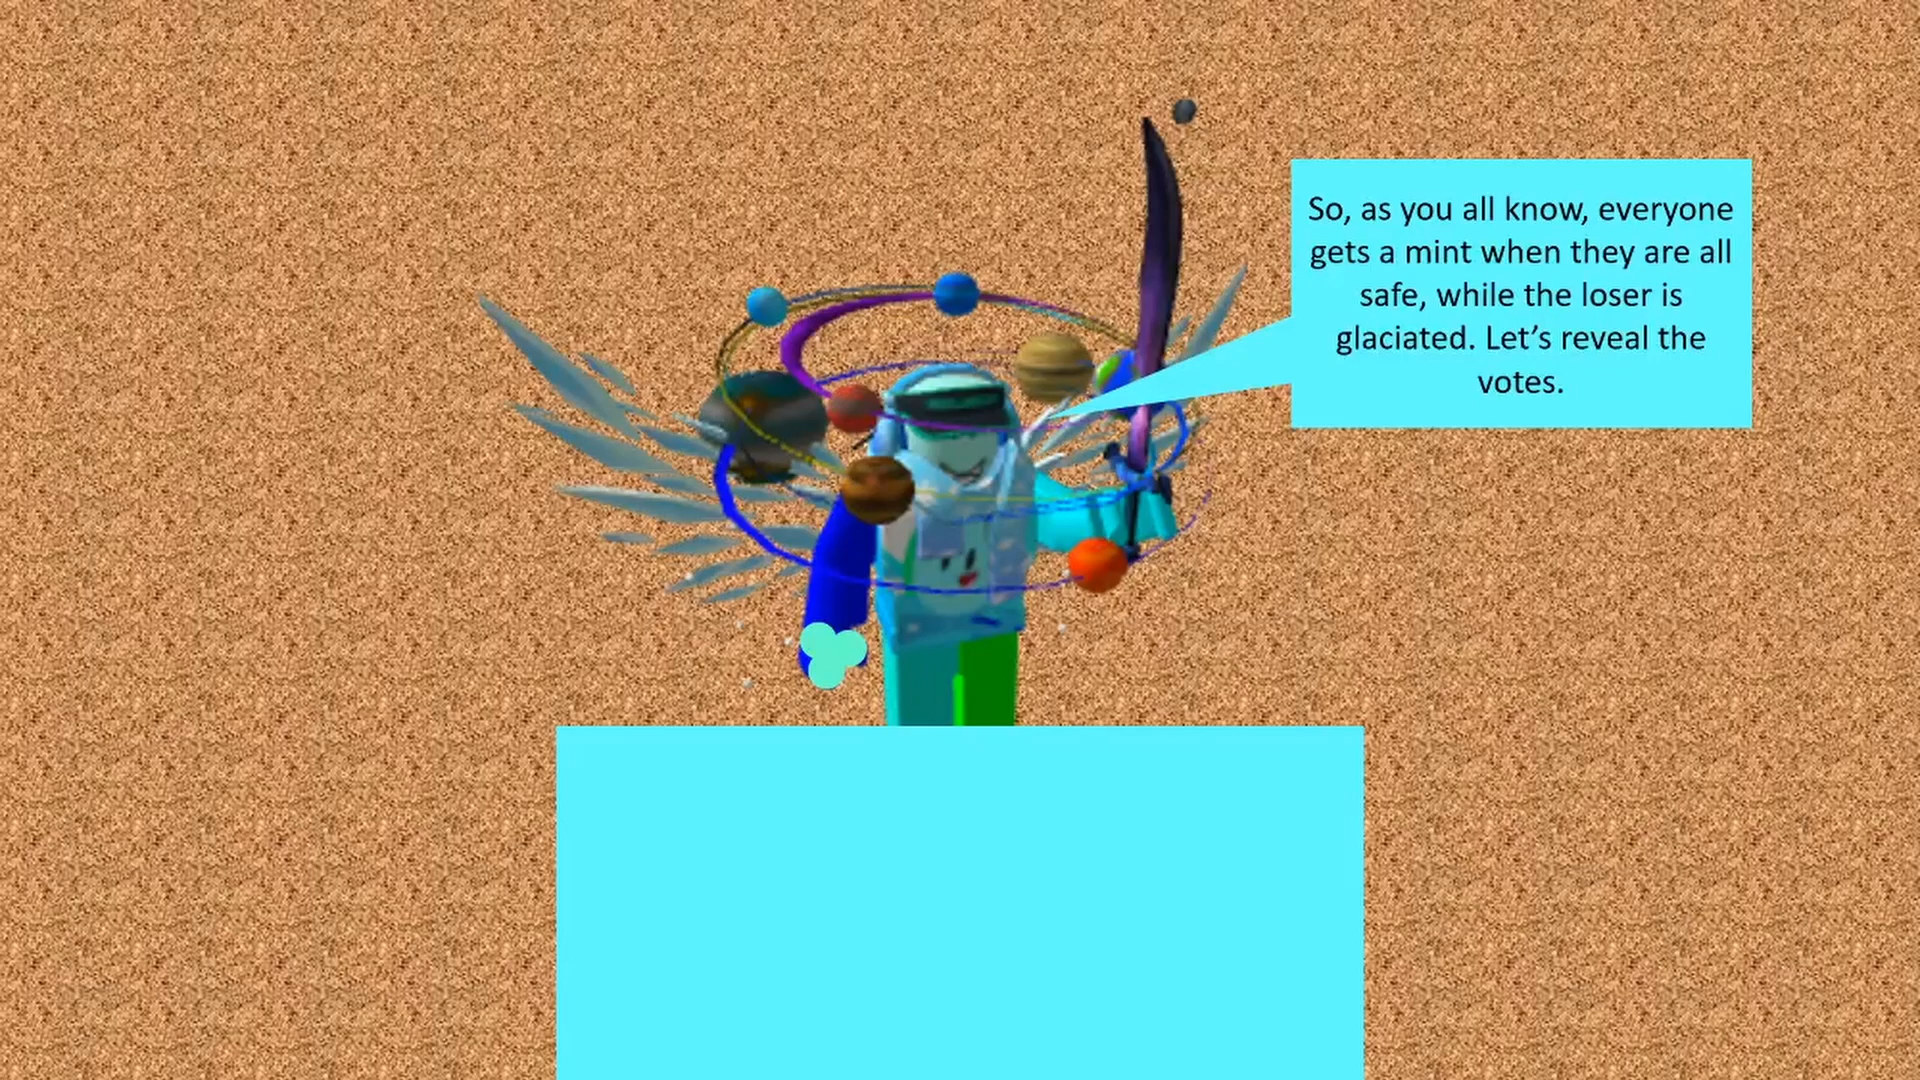 So, as you all know, everyone
gets a mint when they are all
safe, while the loser is
glaciated. Let’s reveal the
votes.